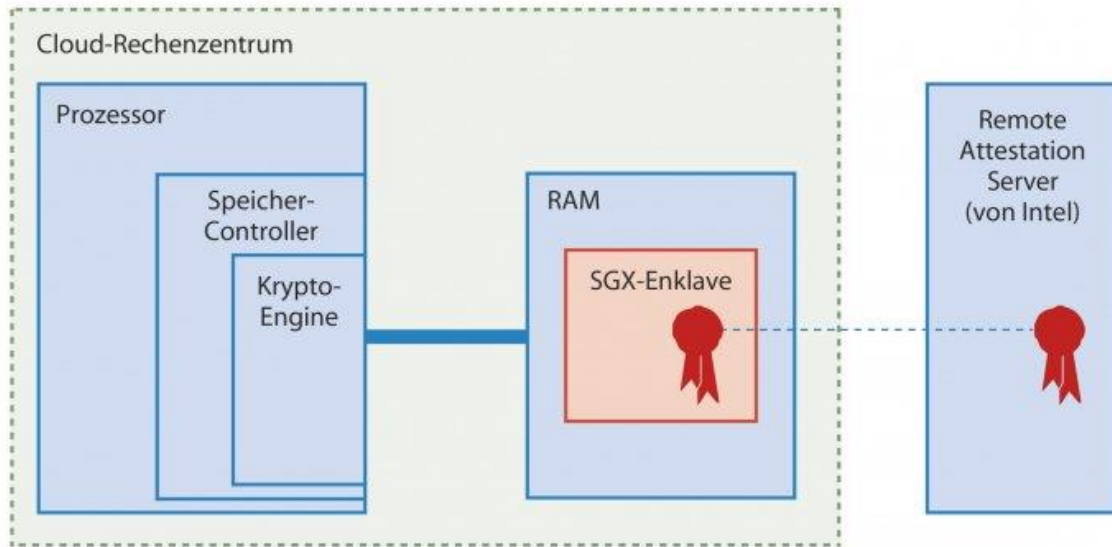 Cloud-Rechenzentrum
Prozessor
Speicher-
Controller
Krypto-
Engine
RAM
SGX-Enklave
Remote
Attestation
Server
(von Intel)